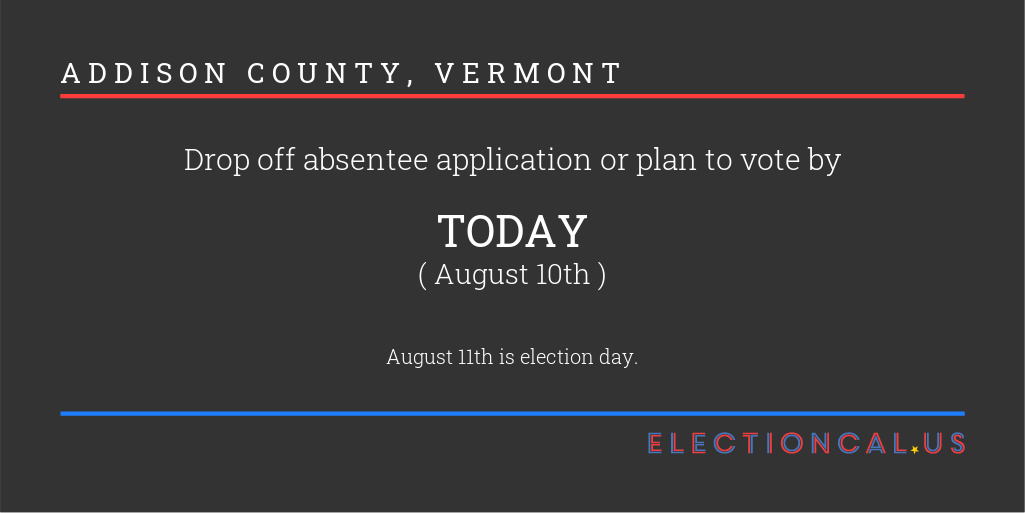 ADDISON COUNTY, VERMONT
Drop off absentee application or plan to vote by
TODAY
( August 10th )
August 11th is election day.
ELECTIONCAL.US